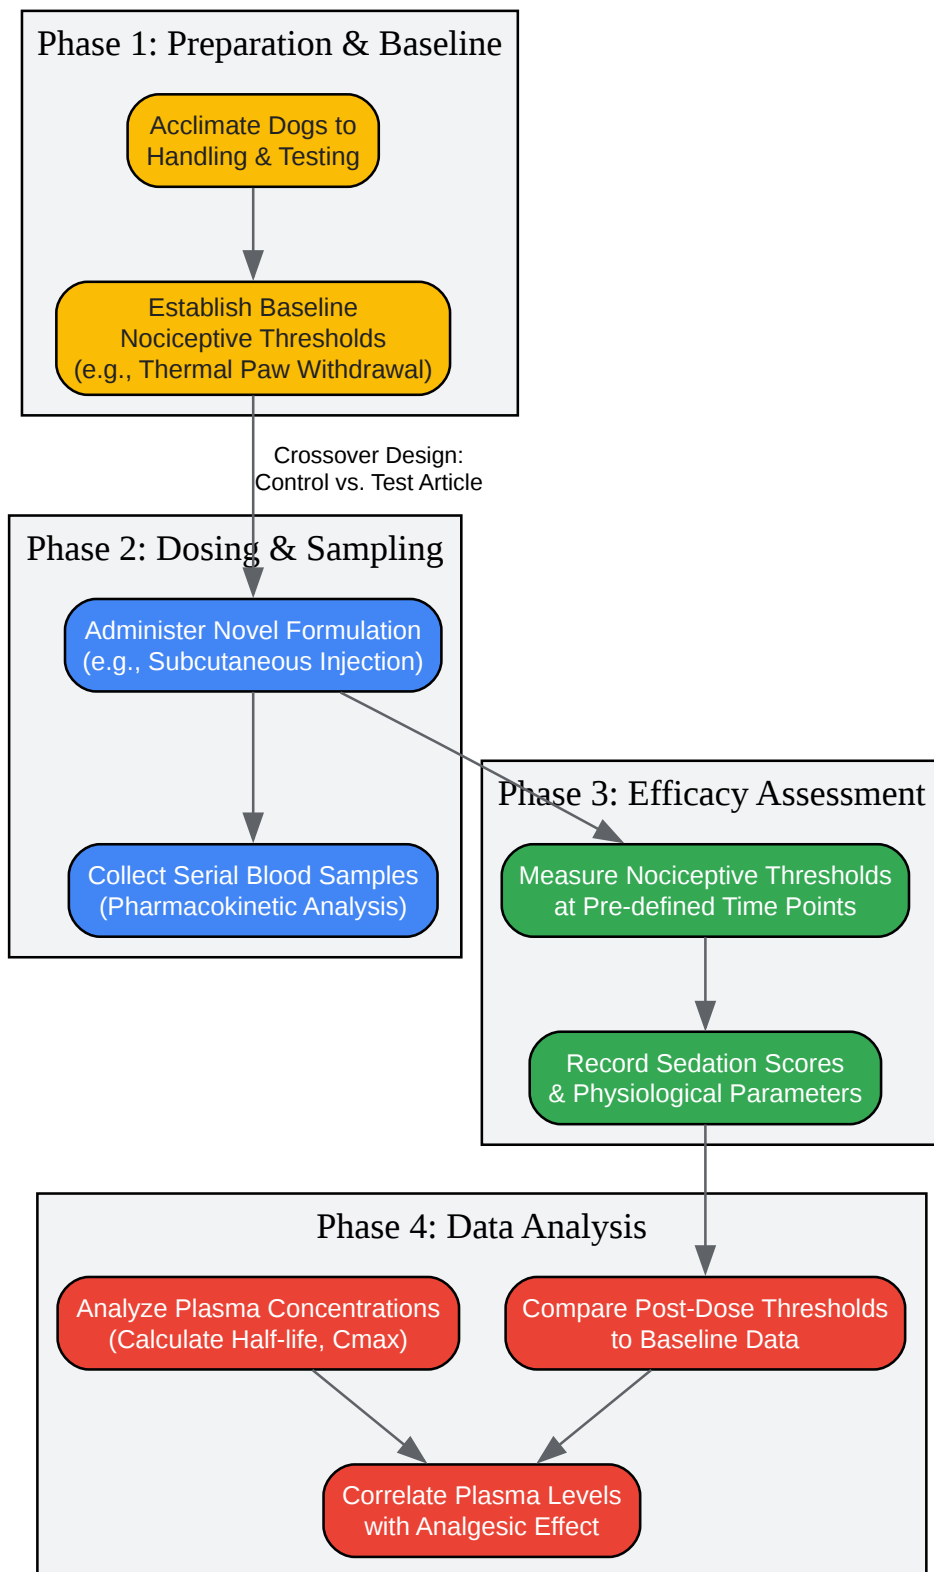 Phase 1: Preparation & Baseline
Acclimate Dogs to
Handling & Testing
Establish Baseline
Nociceptive Thresholds
(e.g., Thermal Paw Withdrawal)
Crossover Design:
Control vs. Test Article
Phase 2: Dosing & Sampling
Administer Novel Formulation
(e.g., Subcutaneous Injection)
Collect Serial Blood Samples
(Pharmacokinetic Analysis)
Phase 3: Efficacy Assessment
Measure Nociceptive Thresholds
at Pre-defined Time Points
Record Sedation Scores
& Physiological Parameters
Phase 4: Data Analysis
Analyze Plasma Concentrations
(Calculate Half-life, Cmax)
Compare Post-Dose Thresholds
to Baseline Data
Correlate Plasma Levels
with Analgesic Effect